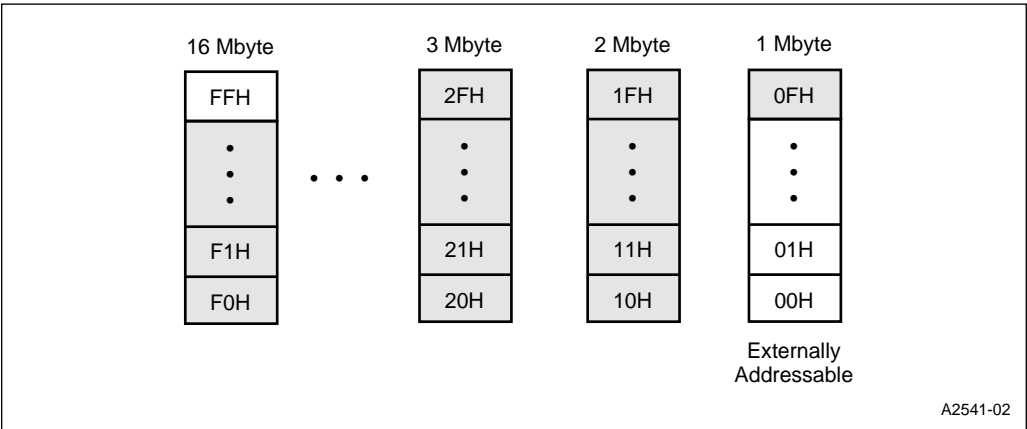 16 Mbyte 3 Mbyte 2 Mbyte 1 Mbyte
FFH 2FH 1FH 0FH
F1H 21H 11H 01H
F0H 20H 10H 00H
Externally
Addressable
A2541-02